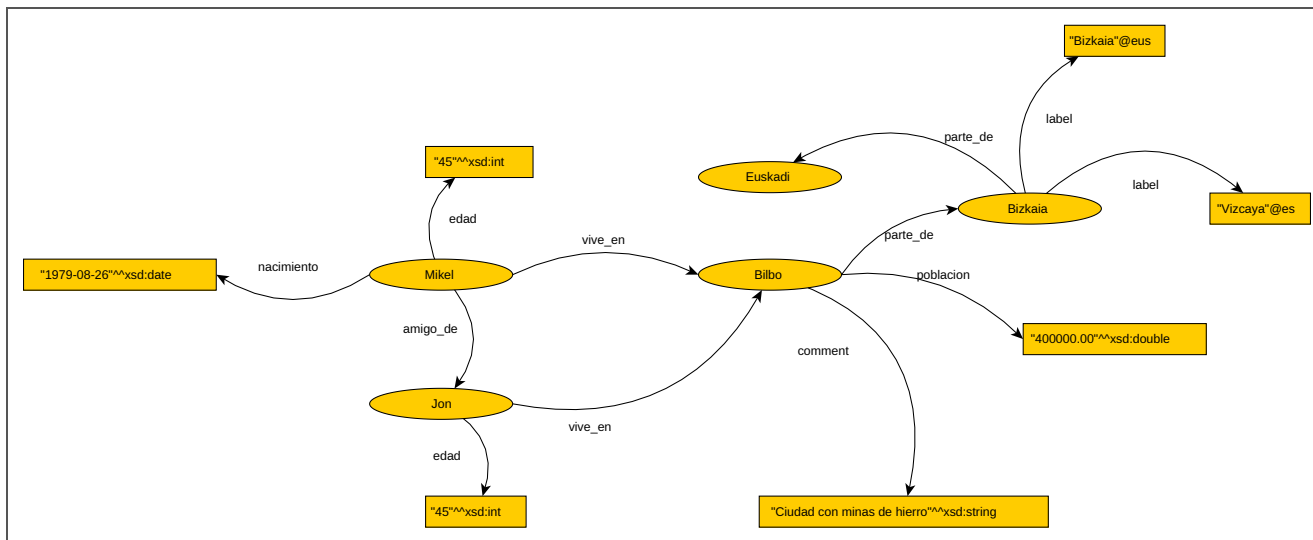 "Bizkaia"@eus
label
parte_de
"45"^^xsd:int
Euskadi
label
edad
Bizkaia
"Vizcaya"@es
vive_en
parte_de
nacimiento
"1979-08-26"^^xsd:date
Mikel
Bilbo
poblacion
amigo_de
"400000.00"^^xsd:double
comment
Jon
vive_en
edad
"45"^^xsd:int
"Ciudad con minas de hierro"^^xsd:string